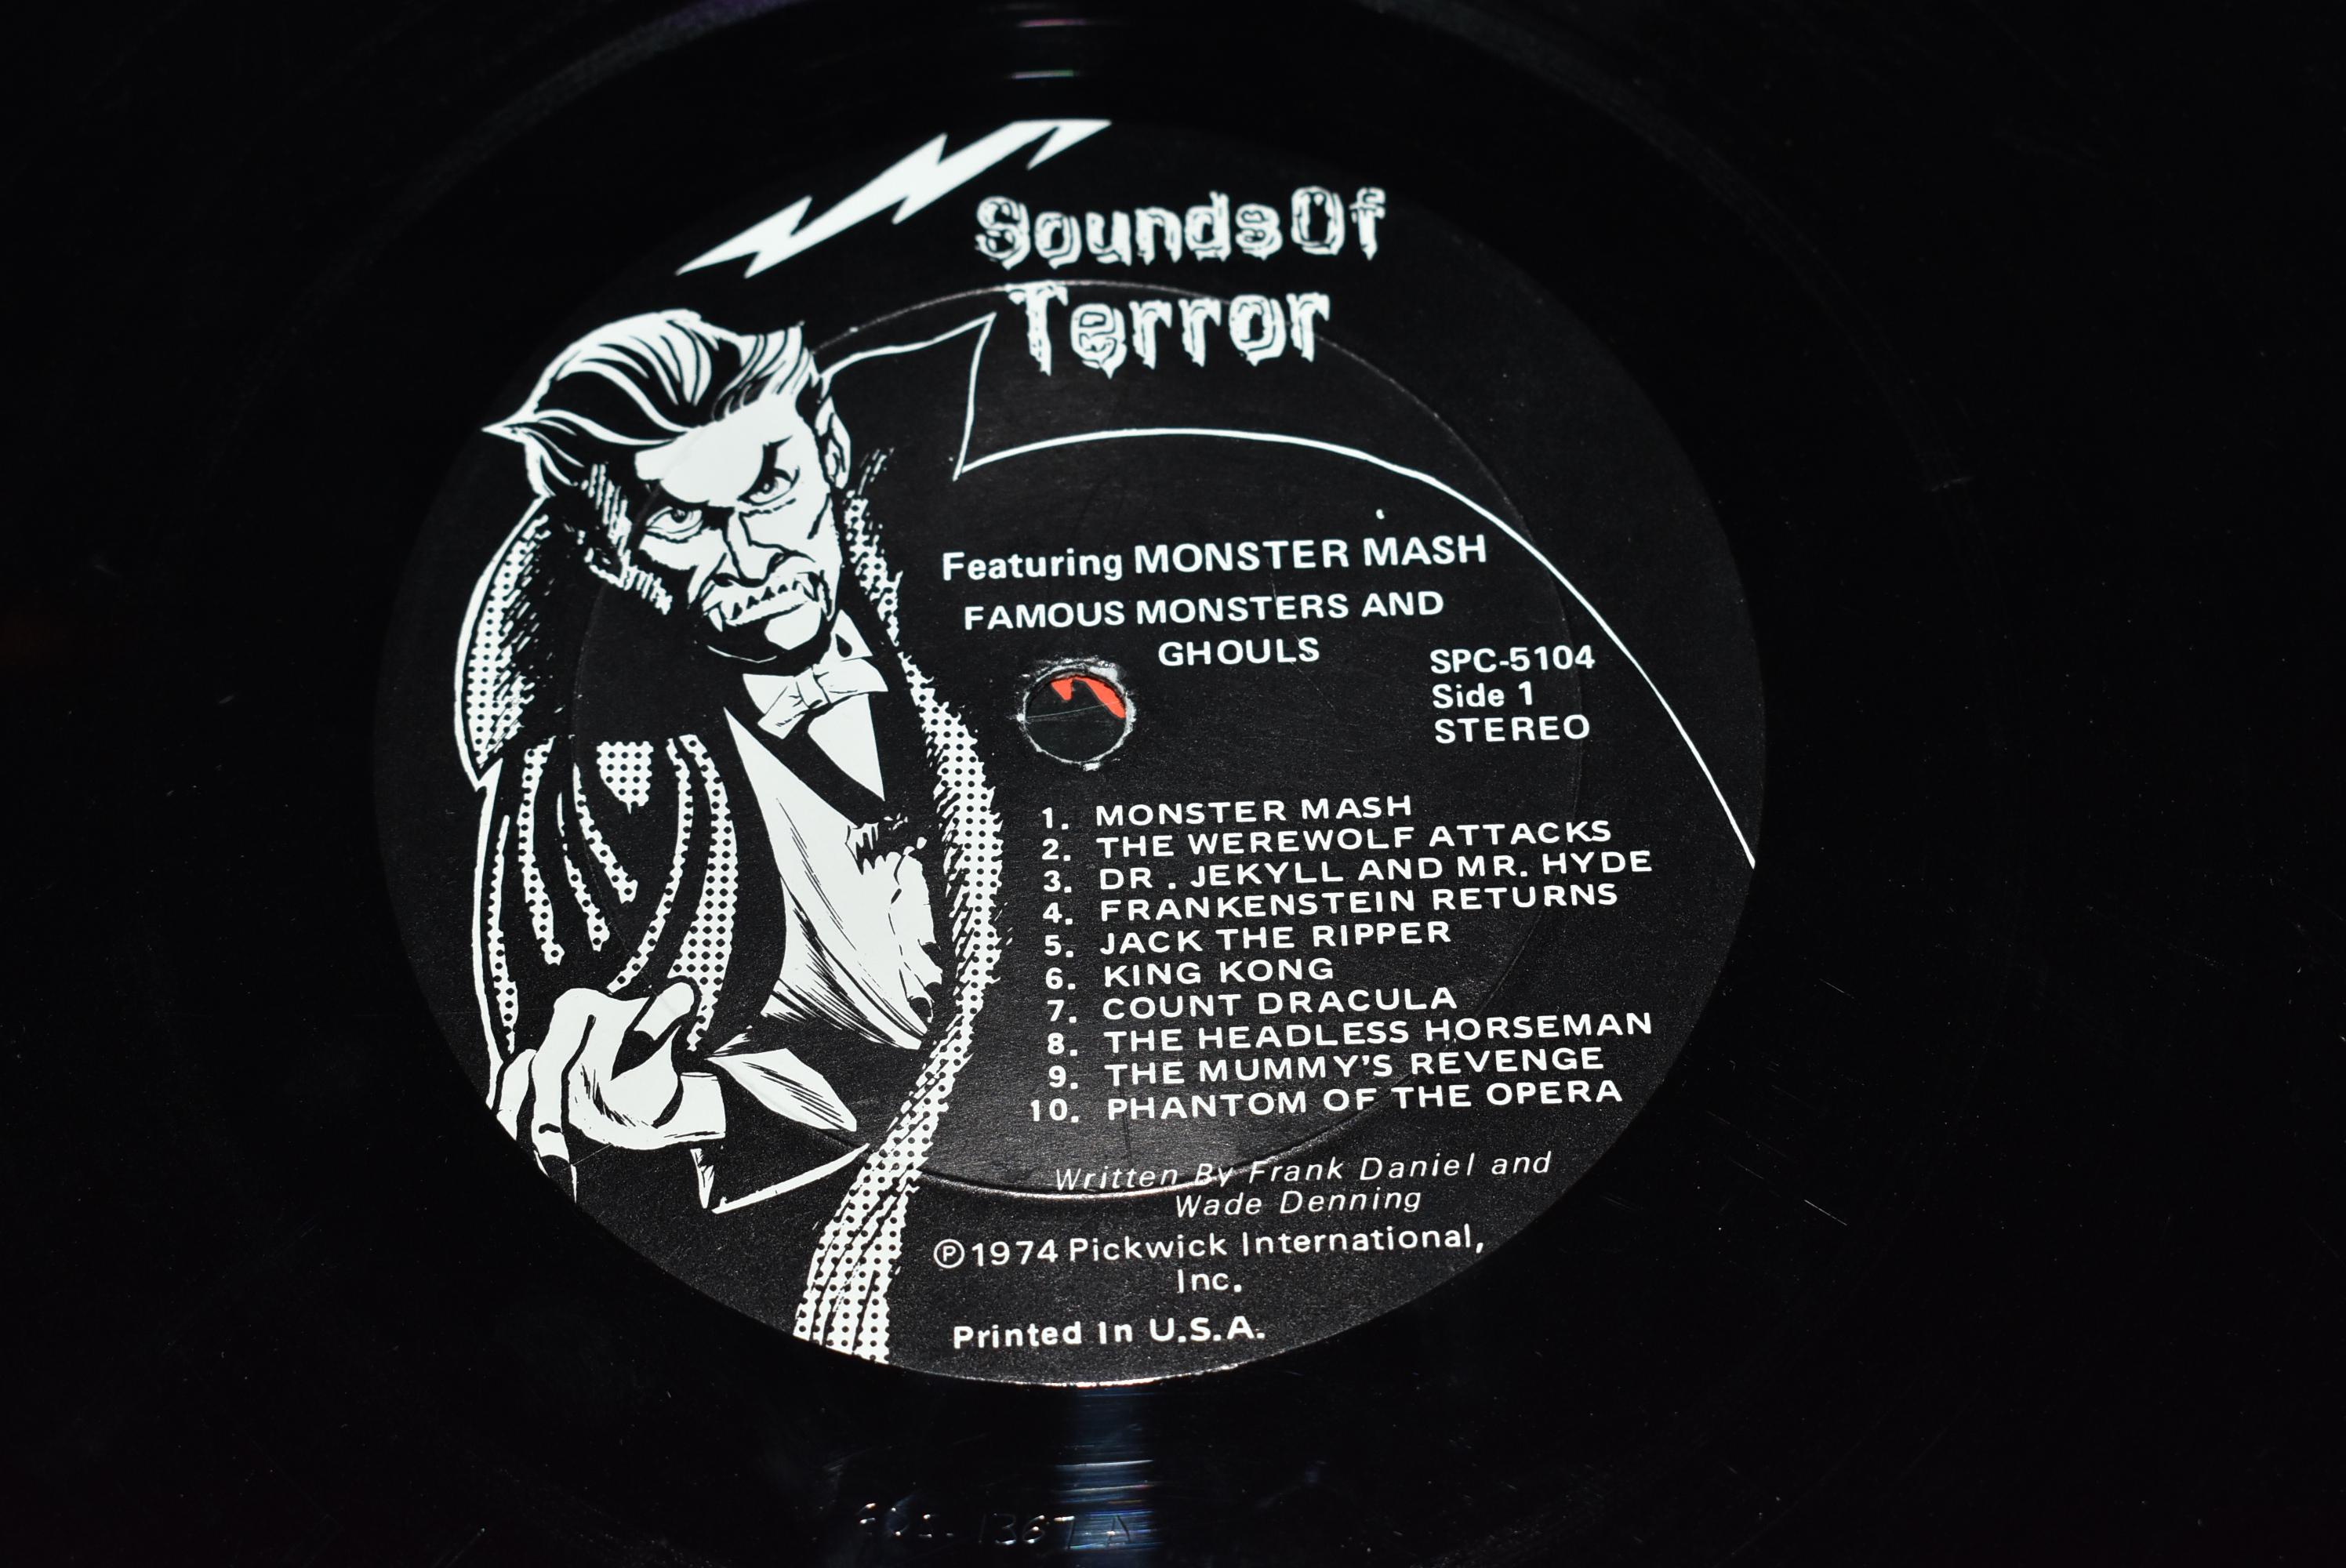 Sounds Of
Terror
Featuring MONSTER MASH
FAMOUS MONSTERS AND
GHOULS
SPC-5104
Side 1
STEREO
1. MONSTER MASH
2. THE WEREWOLF ATTACKS
3. DR . JEKYLL AND MR. HYDE
4. FRANKENSTEIN RETURNS
5. JACK THE RIPPER
6. KING KONG
7. COUNT DRACULA
8. THE HEADLESS HORSEMAN
9. THE MUMMY'S REVENGE
10. PHANTOM OF THE OPERA
Written By Frank Daniel and
Wade Denning
Ⓟ1974 Pickwick International,
Inc.
Printed In U.S.A.